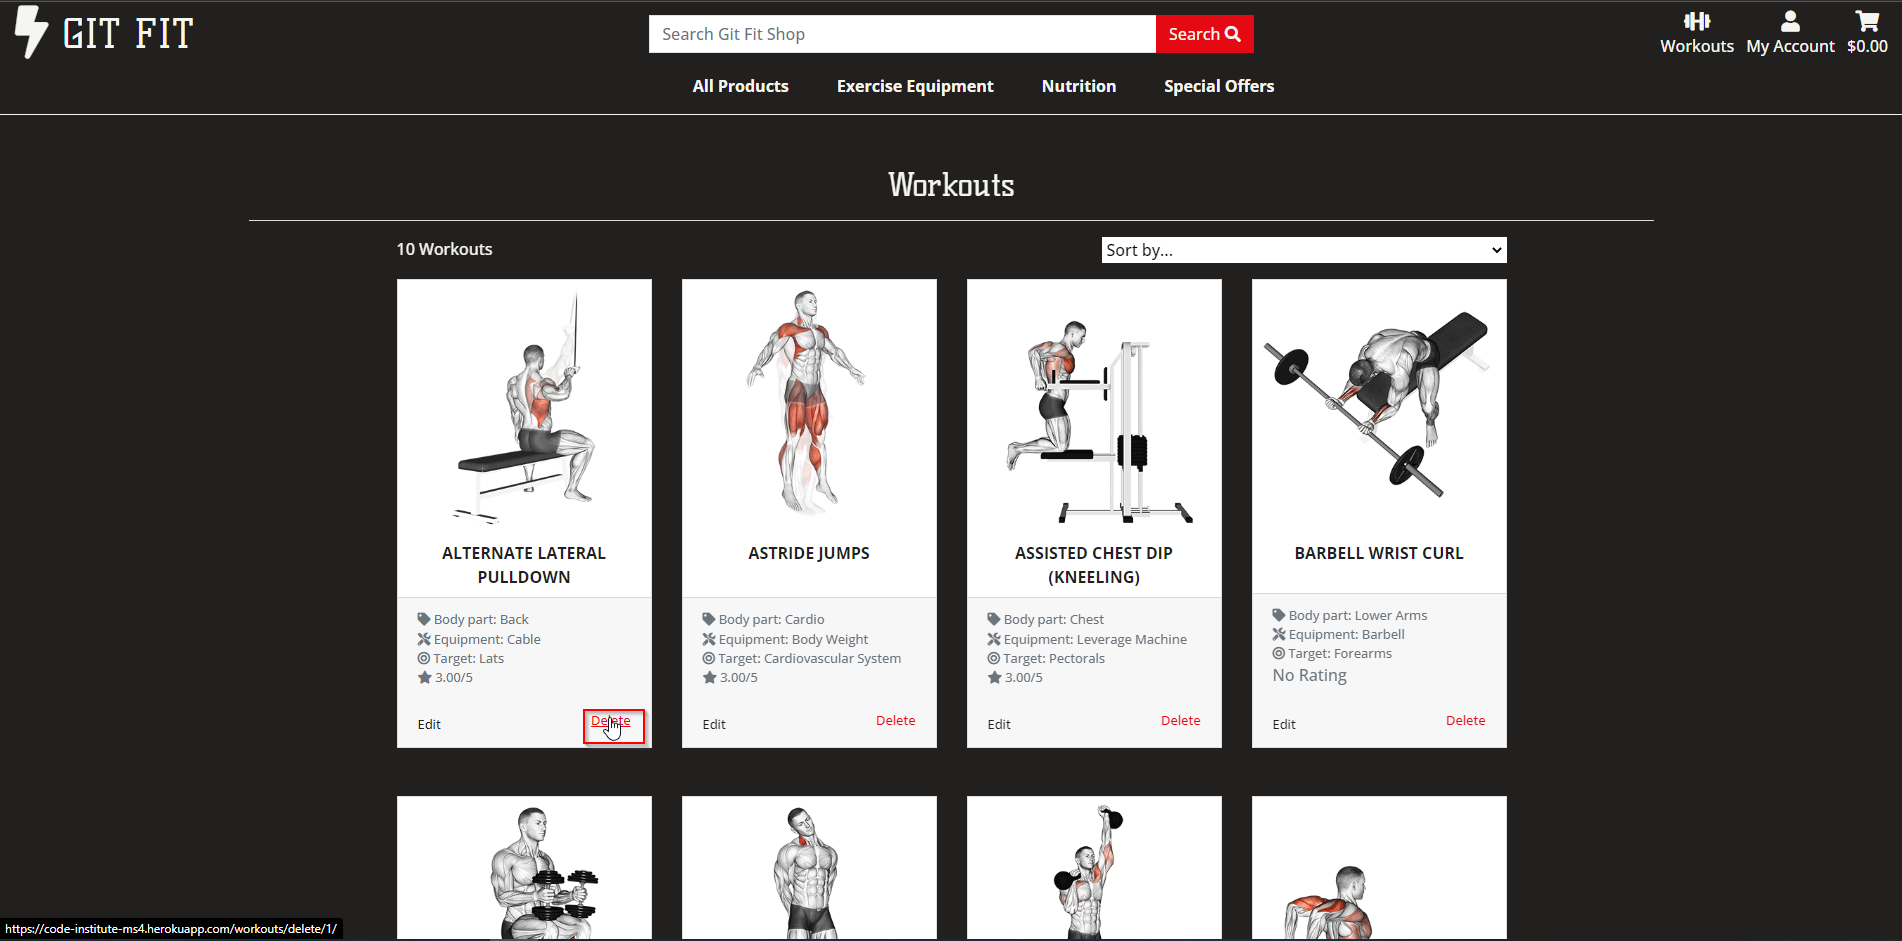 GIT FIT
Search Git Fit Shop
Search
Workouts
My Account
$0.00
All Products
Exercise Equipment
Nutrition
Special Offers
Workouts
10 Workouts
Sort by...
ALTERNATE LATERAL
PULLDOWN
Body part: Back
Equipment: Cable
Target: Lats
3.00/5
Edit
Delete
ASTRIDE JUMPS
Body part: Cardio
Equipment: Body Weight
Target: Cardiovascular System
3.00/5
Edit
Delete
ASSISTED CHEST DIP
(KNEELING)
Body part: Chest
Equipment: Leverage Machine
Target: Pectorals
3.00/5
Edit
Delete
BARBELL WRIST CURL
Body part: Lower Arms
Equipment: Barbell
Target: Forearms
No Rating
Edit
Delete
https://code-institute-ms4.herokuapp.com/workouts/delete/1/